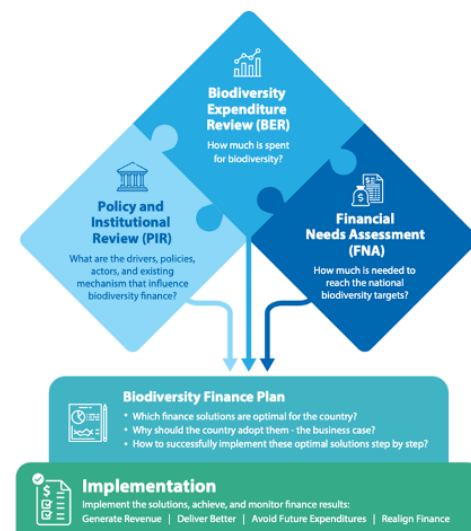 Biodiversity
Expenditure
Review (BER)
How much is spent
for biodiversity?
Policy and
Institutional
Review (PIR)
What are the drivers, policies,
actors, and existing
mechanism that influence
biodiversity finance?
Financial
Needs Assessment
(FNA)
How much is needed to
reach the national
biodiversity targets?
Biodiversity Finance Plan
• Which finance solutions are optimal for the country?
• Why should the country adopt them - the business case?
• How to successfully implement these optimal solutions step by step?
Implementation
Implement the solutions, achieve, and monitor finance results:
Generate Revenue | Deliver Better | Avoid Future Expenditures | Realign Finance